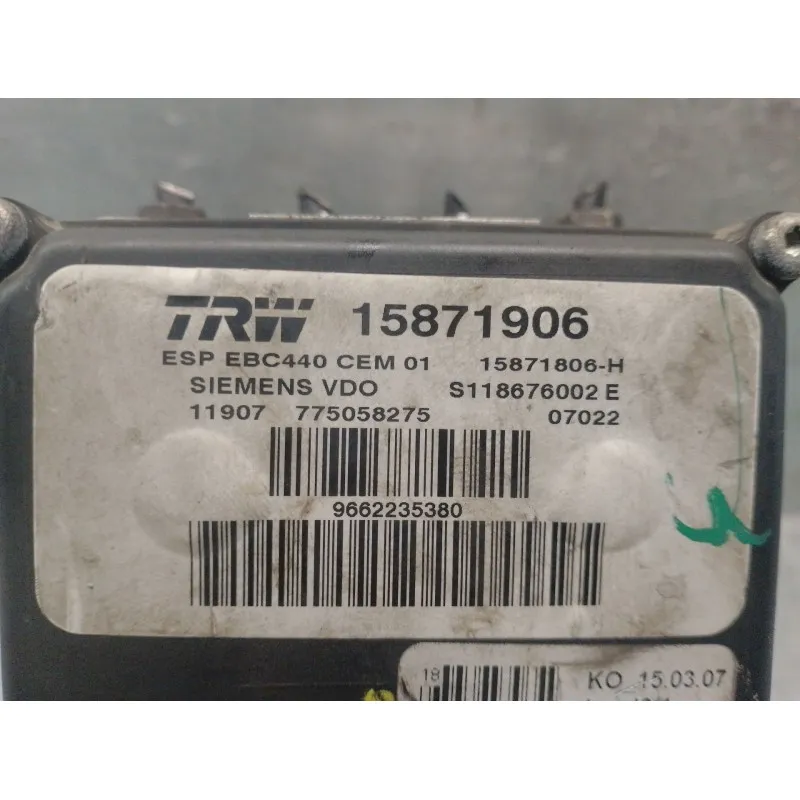 TRW 15871906
ESP EBC440 CEM 01 15871806-H
SIEMENS VDO S118676002 E
11907 775058275 07022
9662235380
18 KO 15.03.07